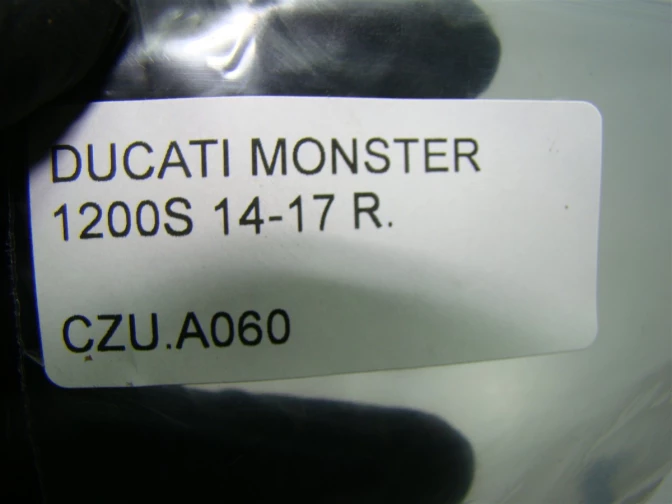 DUCATI MONSTER
1200S 14-17 R.
CZU.A060